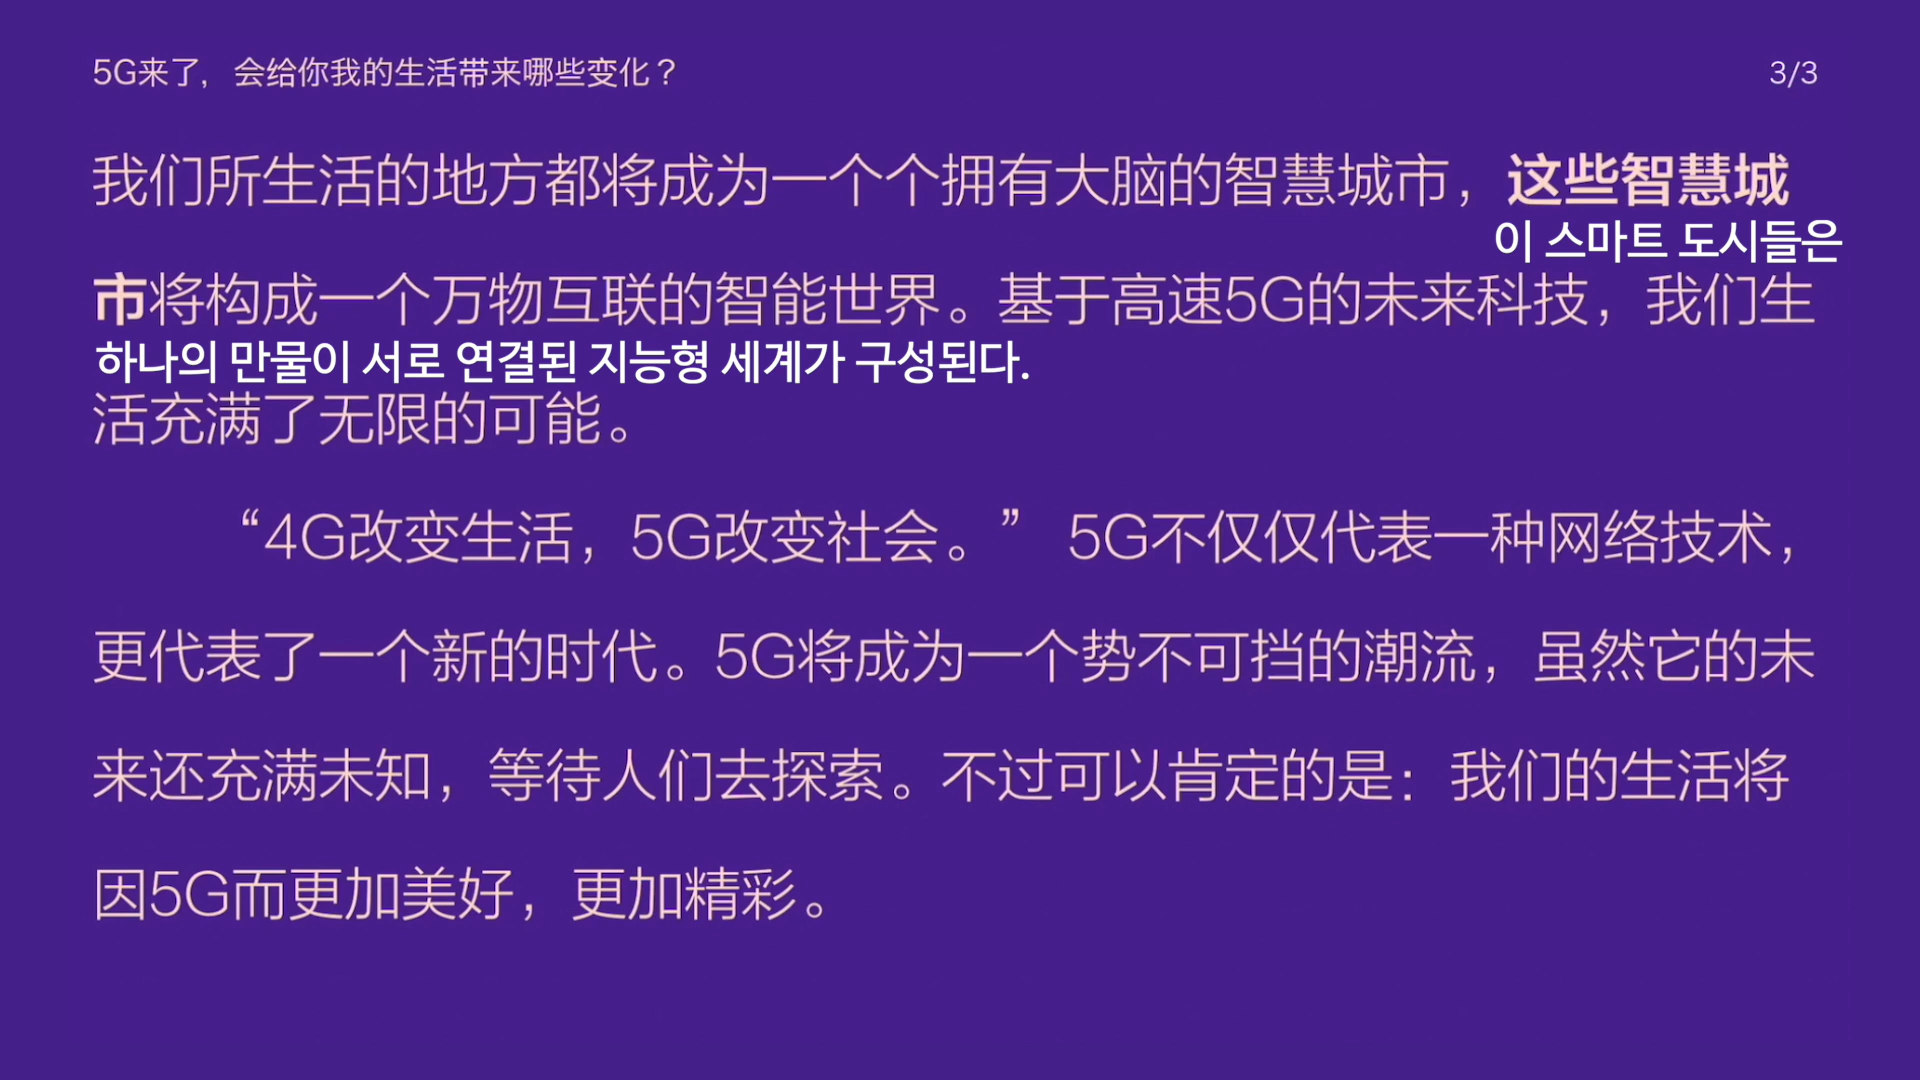 5G来了，会给你我的生活带来哪些变化？
3/3
我们所生活的地方都将成为一个个拥有大脑的智慧城市，这些智慧城
이 스마트 도시들은
市将构成一个万物互联的智能世界。基于高速5G的未来科技，我们生
하나의 만물이 서로 연결된 지능형 세계가 구성된다.
活充满了无限的可能。
“4G改变生活，5G改变社会。” 5G不仅仅代表一种网络技术，
更代表了一个新的时代。5G将成为一个势不可挡的潮流，虽然它的未
来还充满未知，等待人们去探索。不过可以肯定的是：我们的生活将
因5G而更加美好，更加精彩。